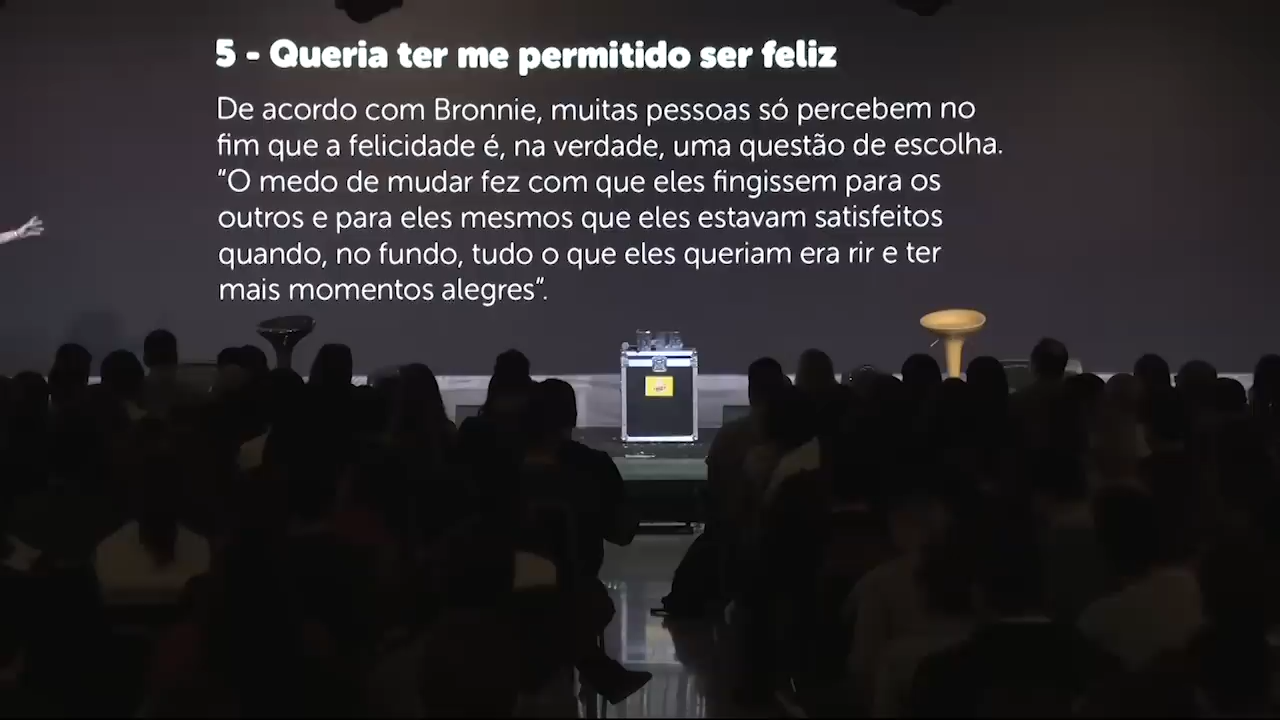 5 - Queria ter me permitido ser feliz
De acordo com Bronnie, muitas pessoas só percebem no
fim que a felicidade é, na verdade, uma questão de escolha.
“O medo de mudar fez com que eles fingissem para os
outros e para eles mesmos que eles estavam satisfeitos
quando, no fundo, tudo o que eles queriam era rir e ter
mais momentos alegres”.